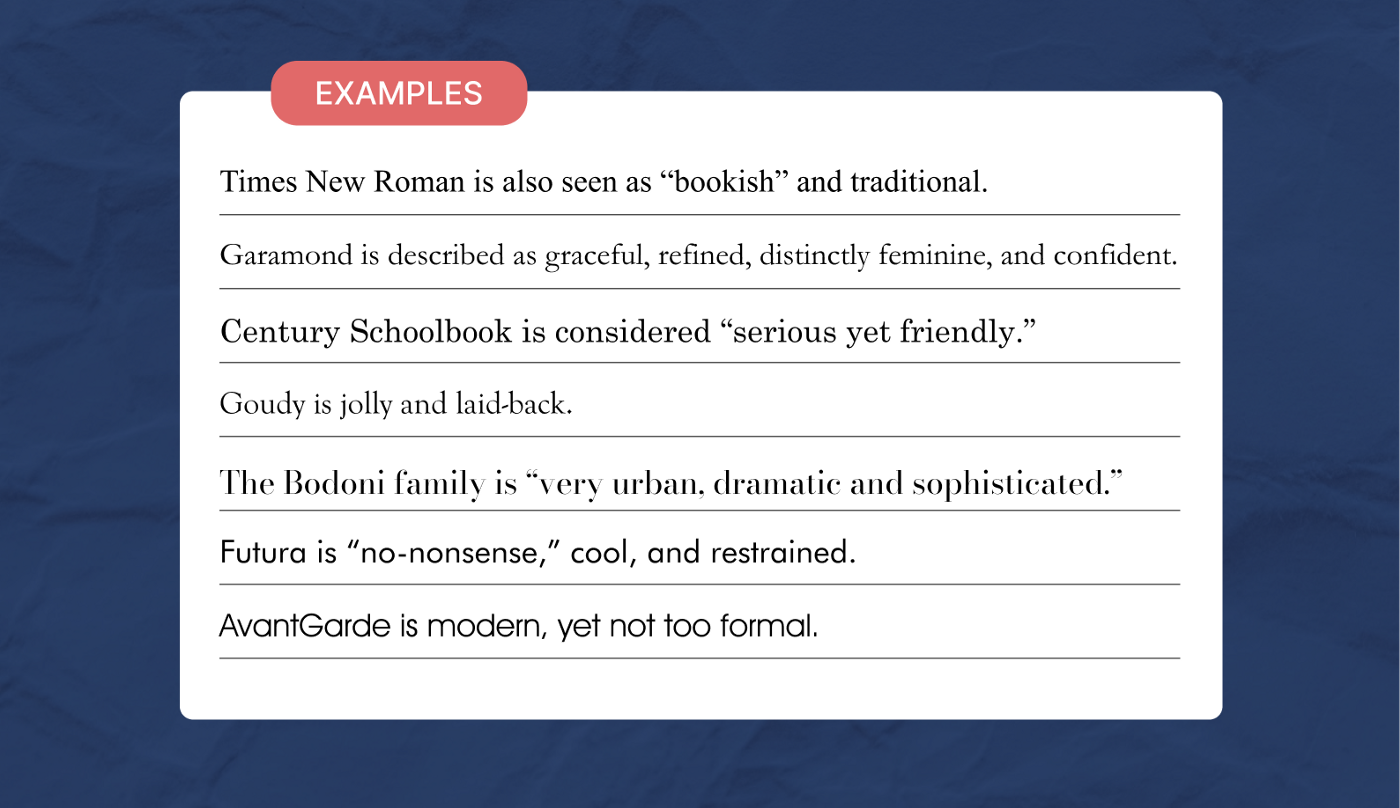 EXAMPLES
Times New Roman is also seen as “bookish” and traditional.
Garamond is described as graceful, refined, distinctly feminine, and confident.
Century Schoolbook is considered “serious yet friendly.”
Goudy is jolly and laid-back.
The Bodoni family is “very urban, dramatic and sophisticated.”
Futura is “no-nonsense,” cool, and restrained.
AvantGarde is modern, yet not too formal.